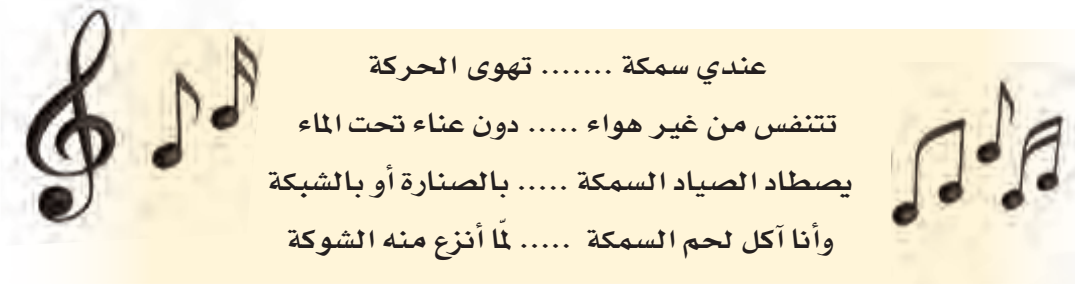 عندي سمكة ....... تهوى الحركة
تتنفس من غير هواء ..... دون عناء تحت الماء
يصطاد الصياد السمكة ..... بالصنارة أو بالشبكة
وأنا آكل لحم السمكة ..... لمّا أنزع منه الشوكة